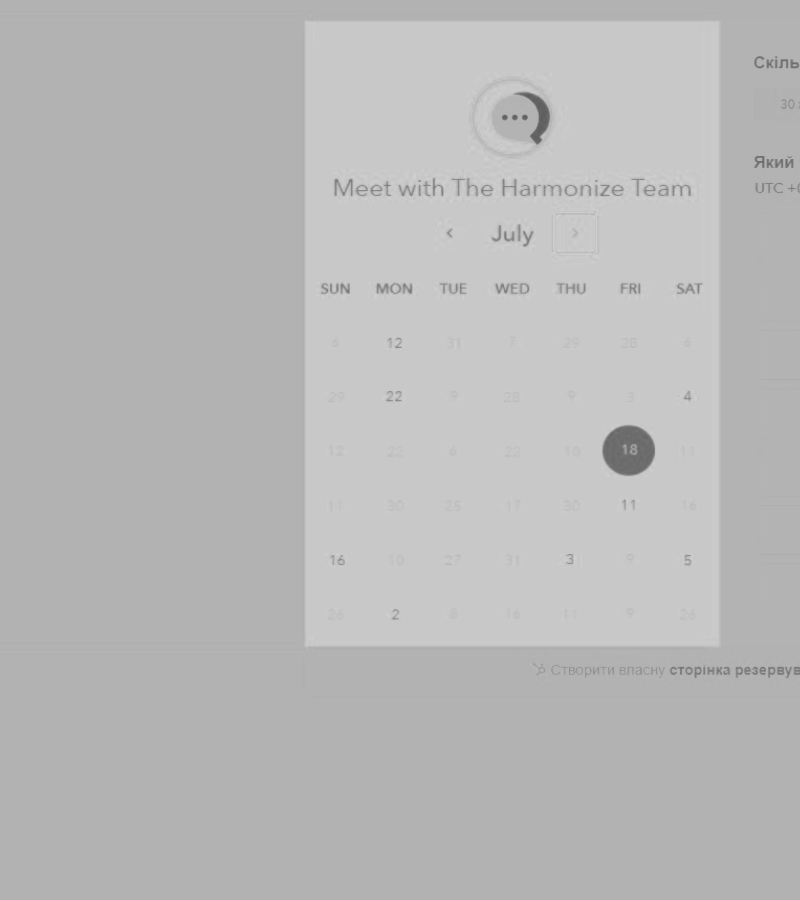 Скіль
30
Який
UTC +0
Meet with The Harmonize Team
July
SUN MON TUE WED THU FRI SAT
6 12 31 7 29 28 6
29 22 9 28 9 3 4
12 22 6 22 18 18 11
11 30 25 17 30 11 16
16 10 27 31 3 9 5
26 2 8 16 11 9 26
Створити власну сторінка резервув